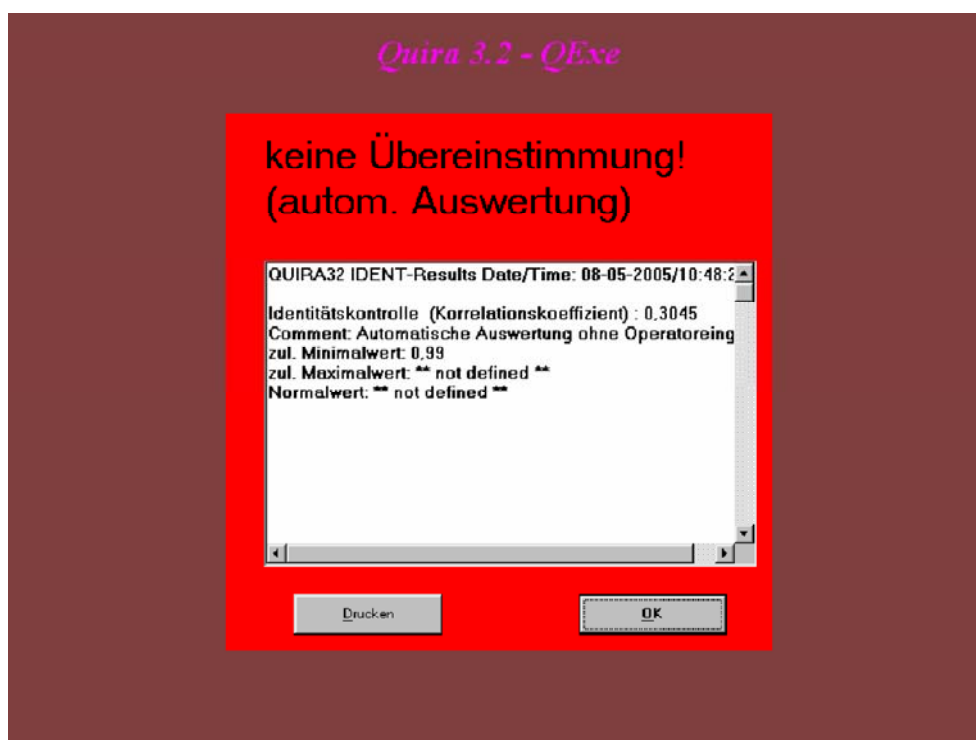 Quira 3.2 - QExe
keine Übereinstimmung!
(autom. Auswertung)
QUIRA32 IDENT-Results Date/Time: 08-05-2005/10:48:2
Identitätskontrolle (Korrelationskoeffizient) : 0,3045
Comment: Automatische Auswertung ohne Operatoreing
zul. Minimalwert: 0,99
zul. Maximalwert: ** not defined **
Normalwert: ** not defined **
Drucken
OK